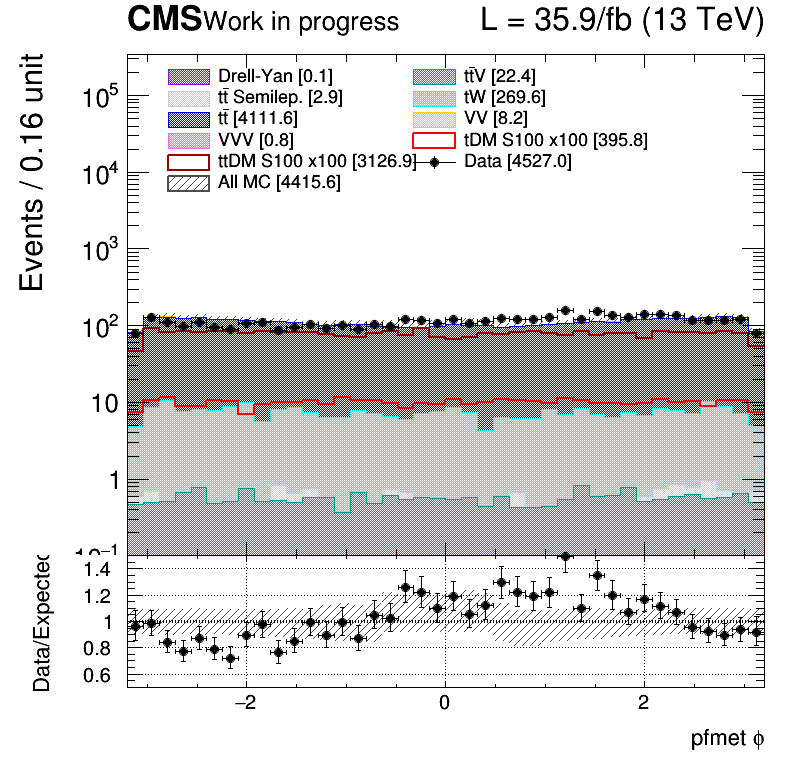 CMS Work in progress L = 35.9/fb (13 TeV)
Drell-Yan [0.1] tt̄V [22.4]
tt̄ Semilep. [2.9] tW [269.6]
tt̄ [4111.6] VV [8.2]
VVV [0.8] tDM S100 x100 [395.8]
ttDM S100 x100 [3126.9] Data [4527.0]
All MC [4415.6]
Events / 0.16 unit
10⁵
10⁴
10³
10²
10
1
10⁻¹
Data/Expected
1.4
1.2
1
0.8
0.6
−2 0 2
pfmet ϕ